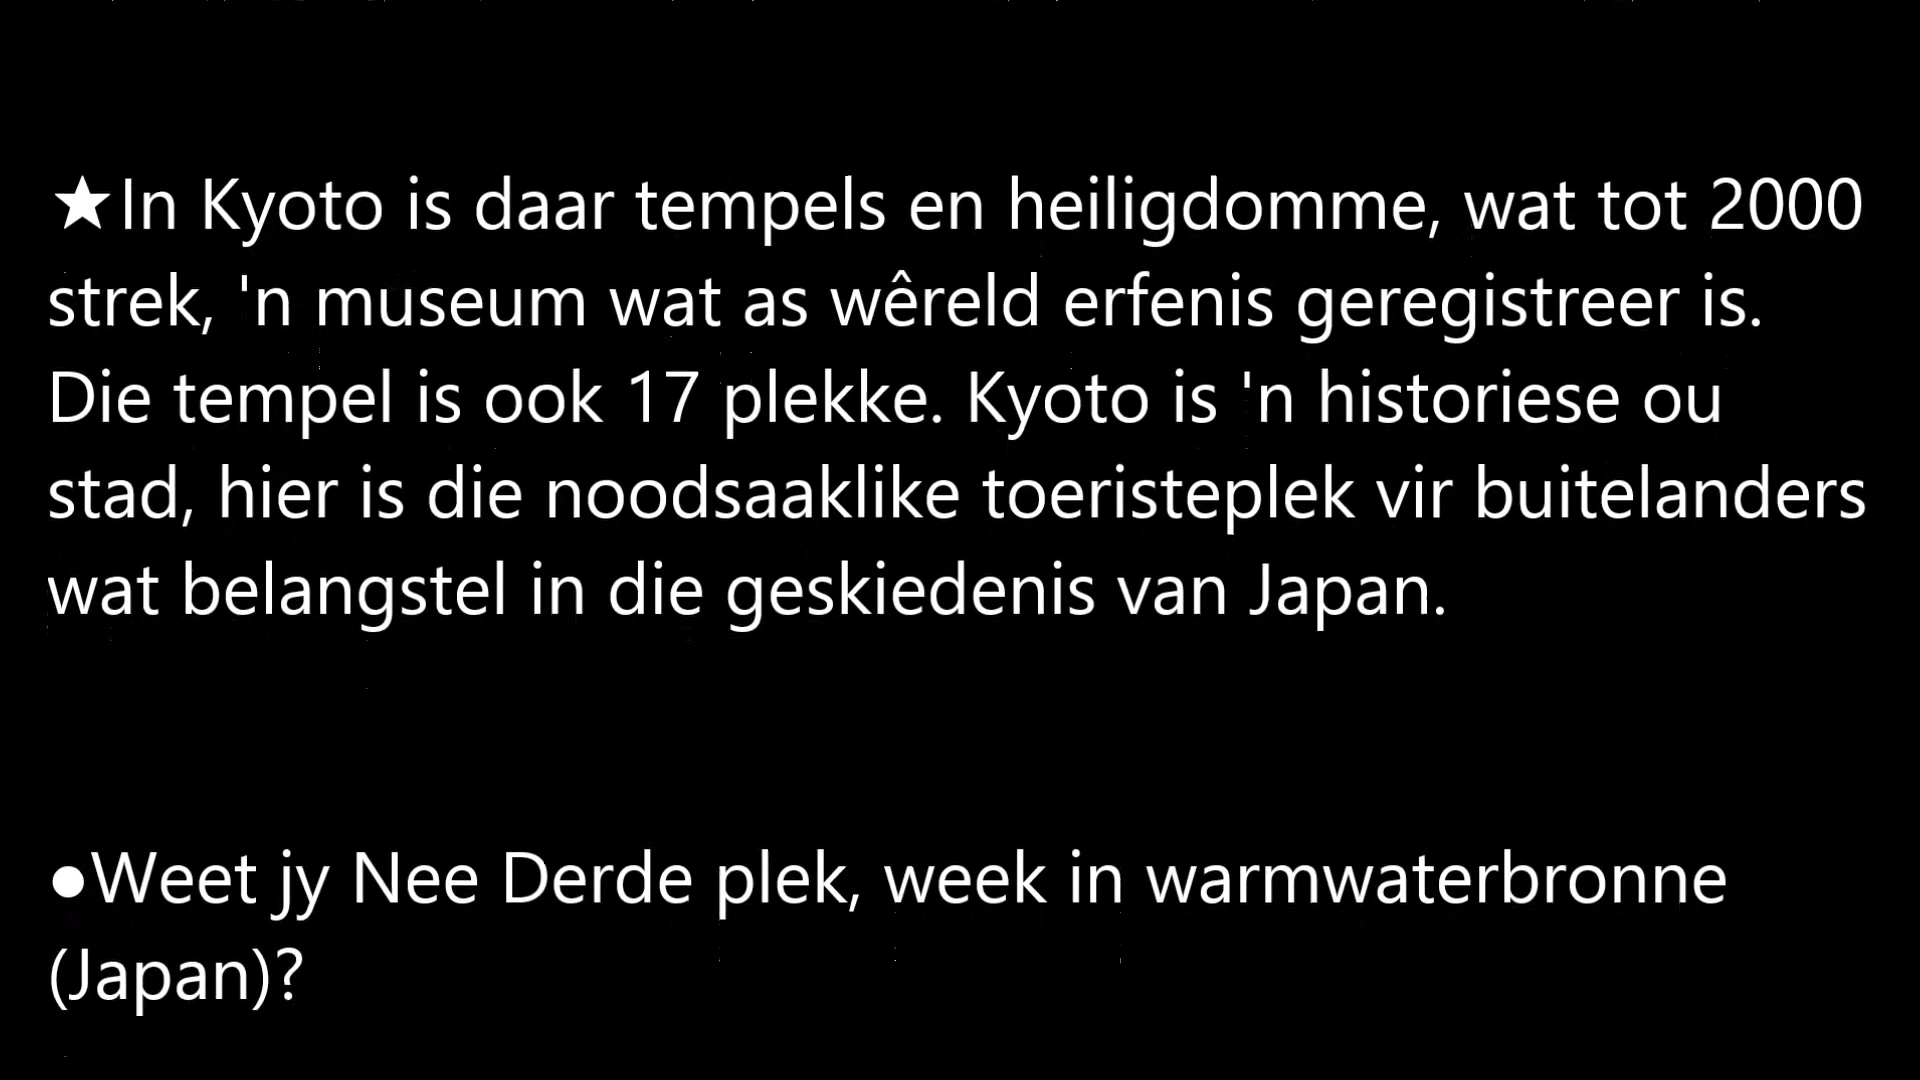 ★In Kyoto is daar tempels en heiligdomme, wat tot 2000
strek, 'n museum wat as wêreld erfenis geregistreer is.
Die tempel is ook 17 plekke. Kyoto is 'n historiese ou
stad, hier is die noodsaaklike toeristeplek vir buitelanders
wat belangstel in die geskiedenis van Japan.
●Weet jy Nee Derde plek, week in warmwaterbronne
(Japan)?